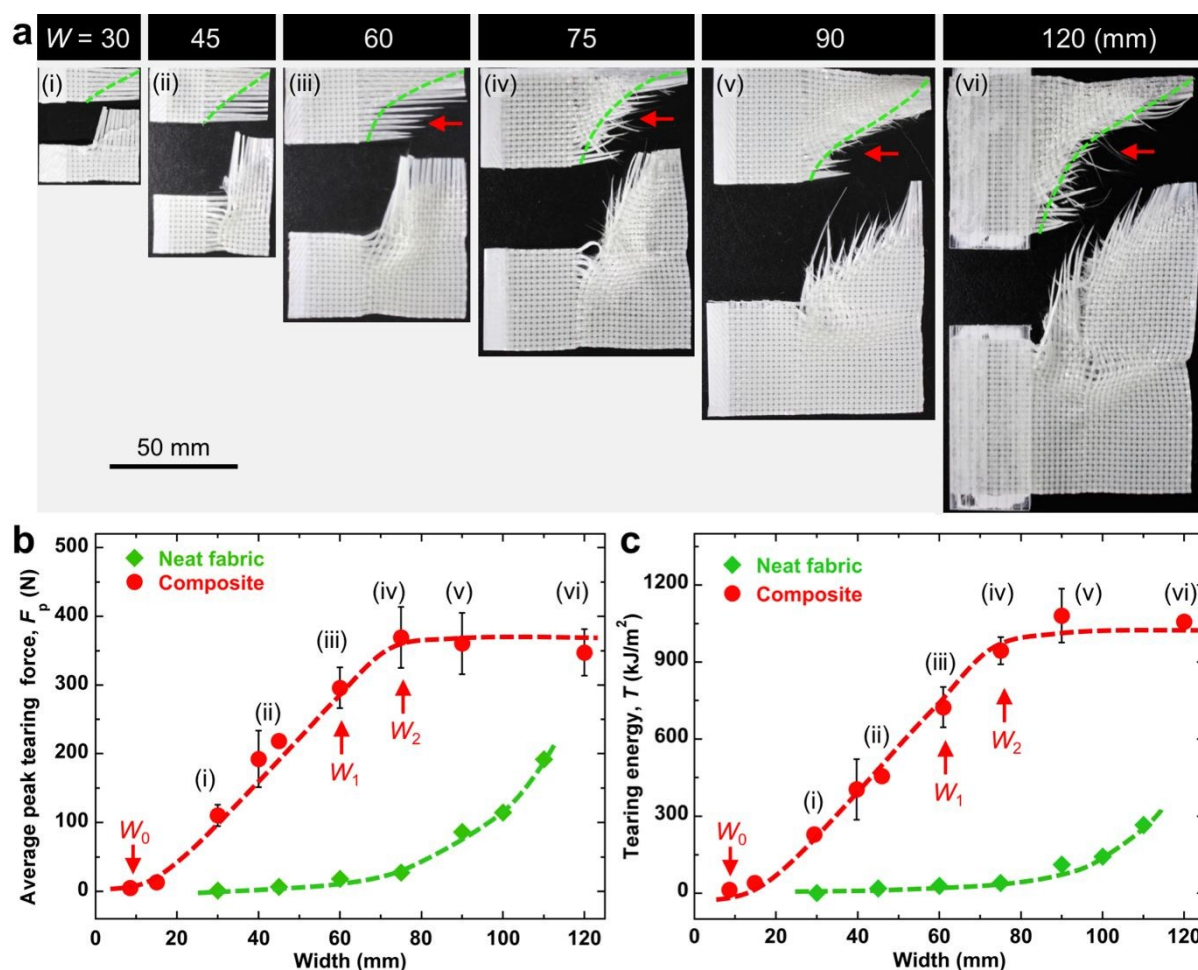 a
W = 30 45 60 75 90 120 (mm)
(i) (ii) (iii) (iv) (v) (vi)
50 mm
b
Average peak tearing force, Fp (N)
500
400
300
200
100
0
Neat fabric
Composite
(i)
(ii)
(iii)
(iv)
(v)
(vi)
W0
W1
W2
0 20 40 60 80 100 120
Width (mm)
c
Tearing energy, T (kJ/m²)
1200
900
600
300
0
Neat fabric
Composite
(i)
(ii)
(iii)
(iv)
(v)
(vi)
W0
W1
W2
0 20 40 60 80 100 120
Width (mm)